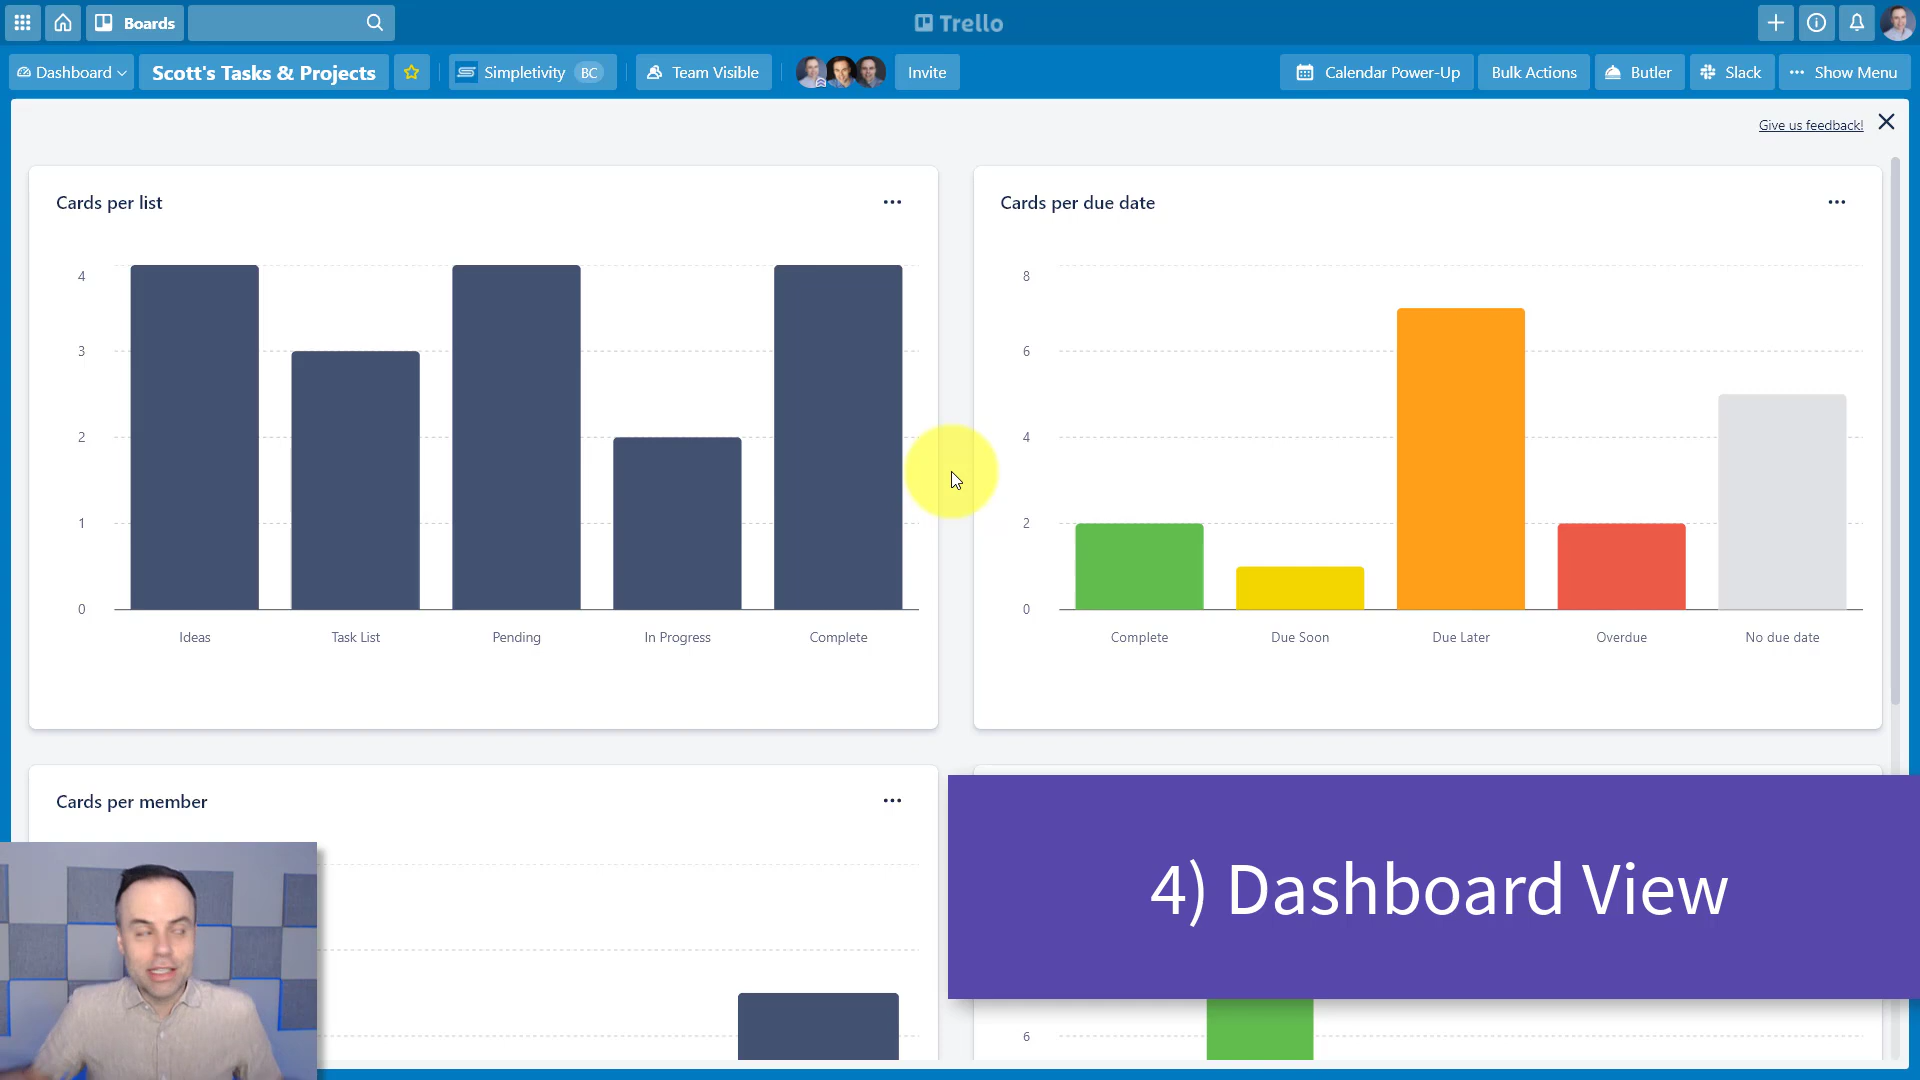 Boards
Trello
Dashboard
Scott's Tasks & Projects
Simpletivity BC
Team Visible
Invite
Calendar Power-Up
Bulk Actions
Butler
Slack
Show Menu
Give us feedback!
Cards per list
4
3
2
1
0
Ideas
Task List
Pending
In Progress
Complete
Cards per due date
8
6
4
2
0
Complete
Due Soon
Due Later
Overdue
No due date
Cards per member
4) Dashboard View
6